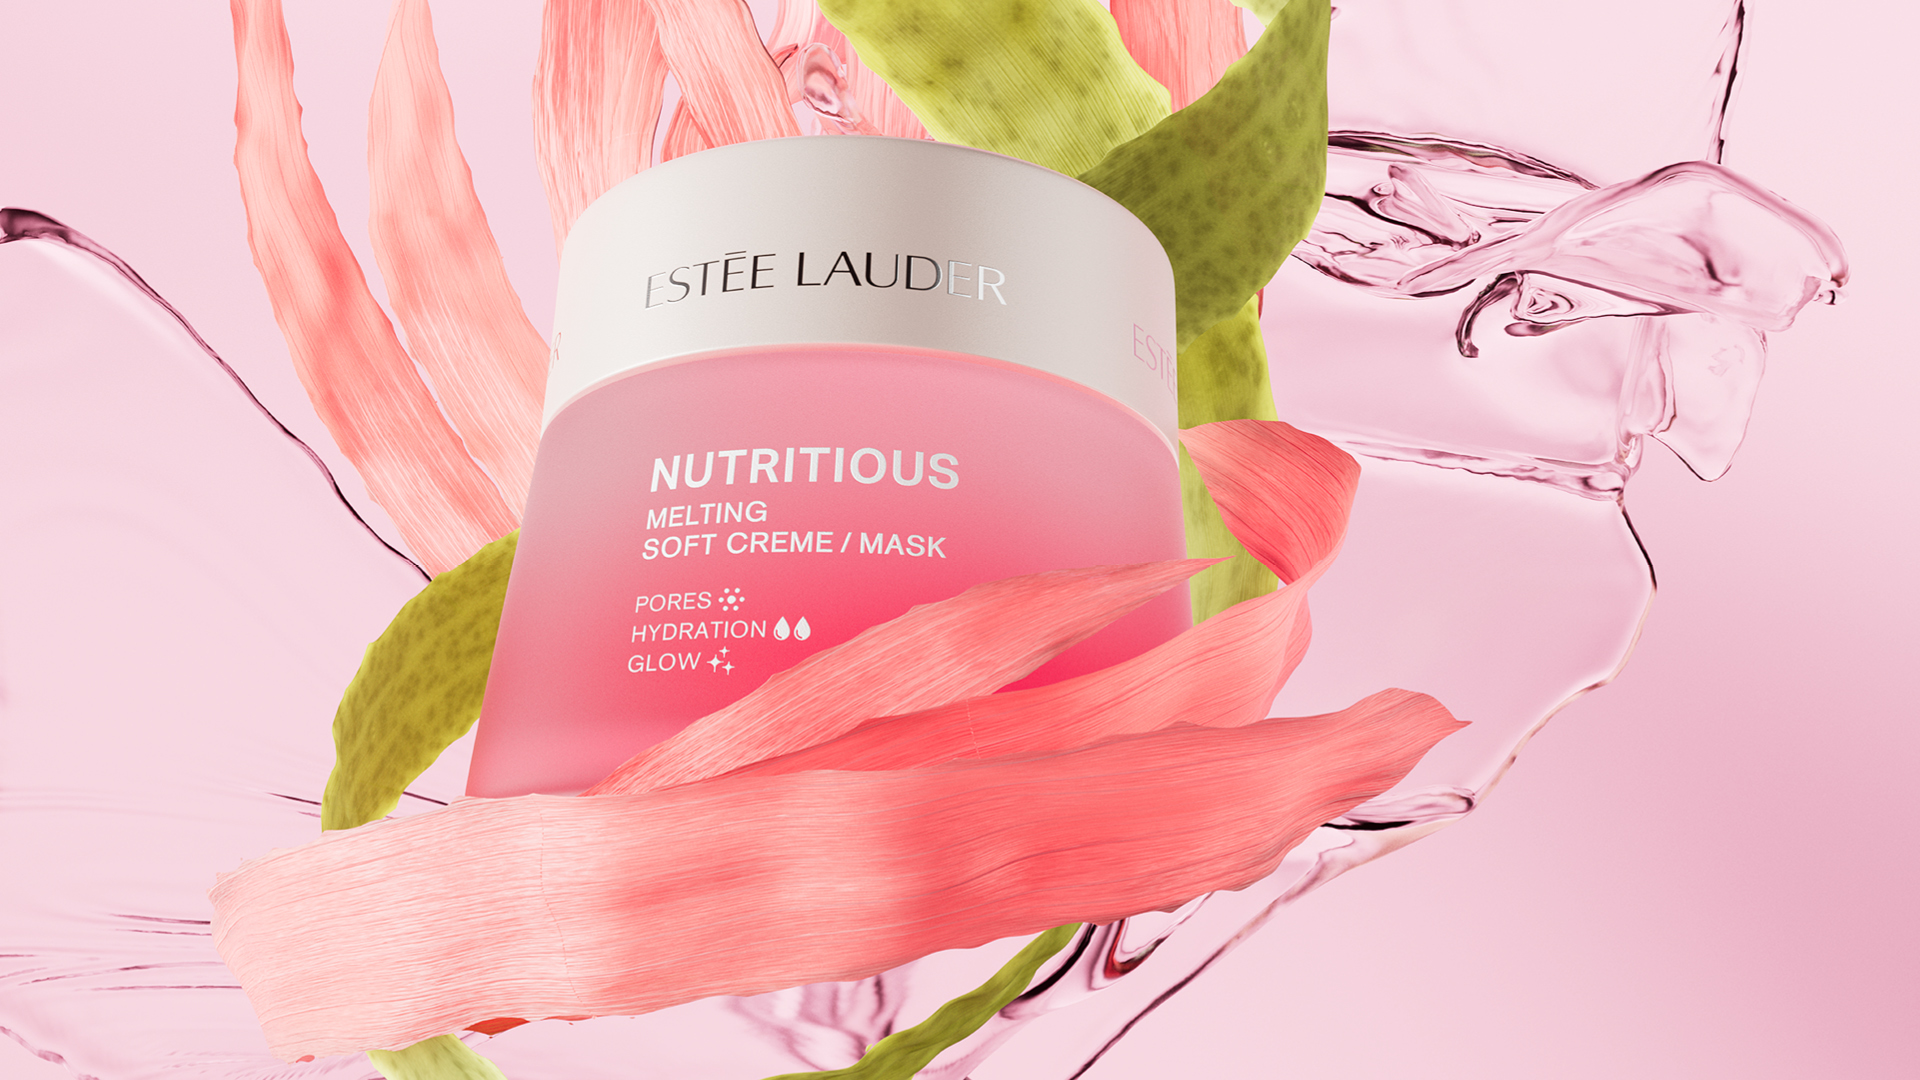 ESTĒE LAUDER
NUTRITIOUS
MELTING
SOFT CREME / MASK
PORES
HYDRATION
GLOW